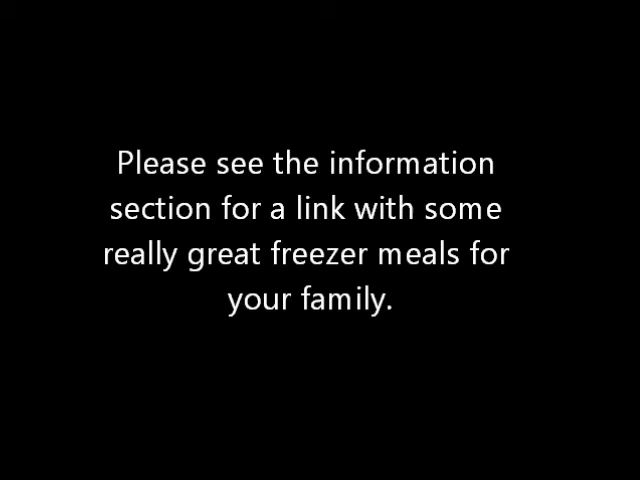 Please see the information
section for a link with some
really great freezer meals for
your family.